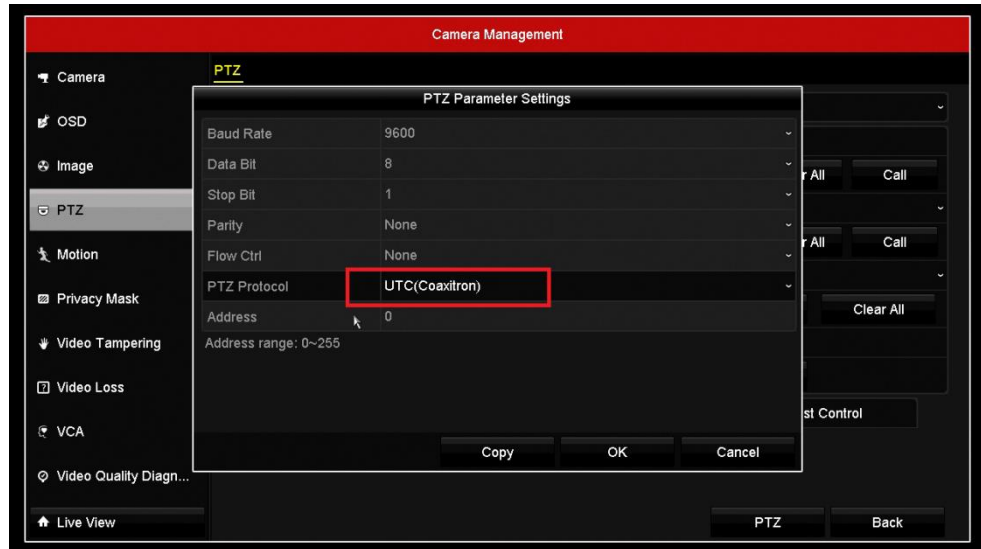 Camera Management
Camera
OSD
Image
PTZ
Motion
Privacy Mask
Video Tampering
Video Loss
VCA
Video Quality Diagn...
Live View
PTZ
PTZ Parameter Settings
Baud Rate 9600
Data Bit 8
Stop Bit 1
Parity None
Flow Ctrl None
PTZ Protocol UTC(Coaxitron)
Address 0
Address range: 0~255
Copy OK Cancel
r All Call
r All Call
Clear All
st Control
PTZ Back